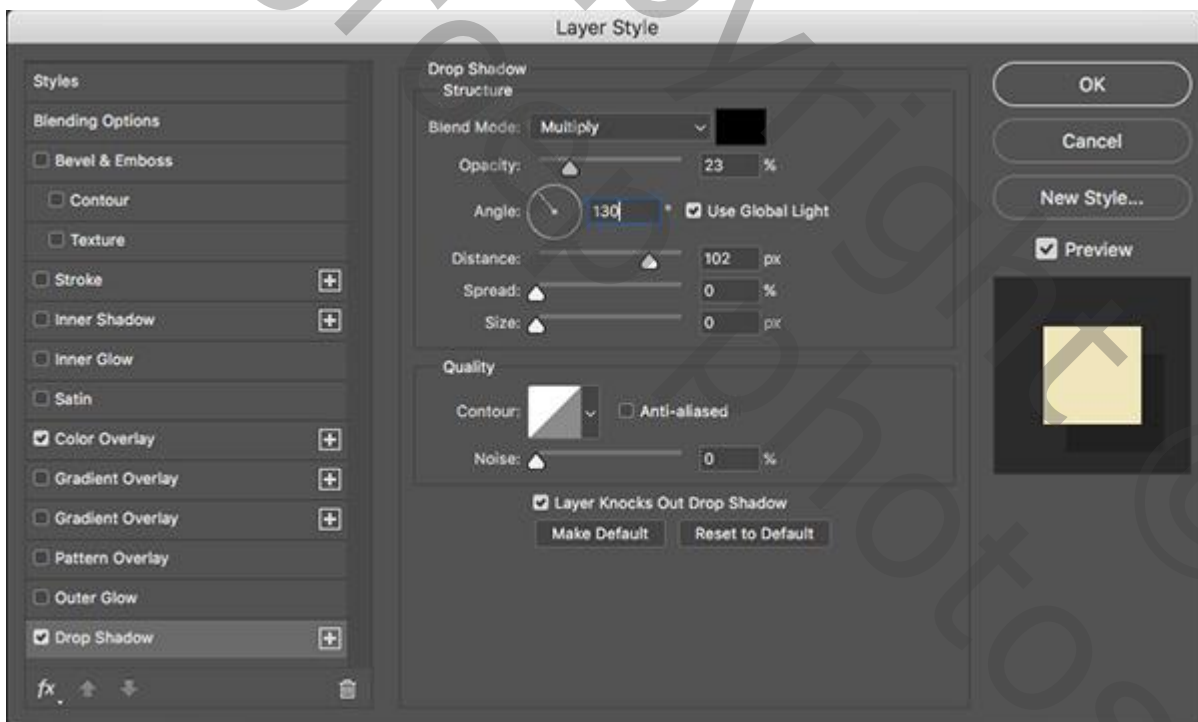 Layer Style
Styles
Blending Options
Bevel & Emboss
Contour
Texture
Stroke
Inner Shadow
Inner Glow
Satin
Color Overlay
Gradient Overlay
Gradient Overlay
Pattern Overlay
Outer Glow
Drop Shadow
fx
Drop Shadow
Structure
Blend Mode: Multiply
Opacity: 23 %
Angle: 130 ° Use Global Light
Distance: 102 px
Spread: 0 %
Size: 0 px
Quality
Contour: Anti-aliased
Noise: 0 %
Layer Knocks Out Drop Shadow
Make Default Reset to Default
OK
Cancel
New Style...
Preview